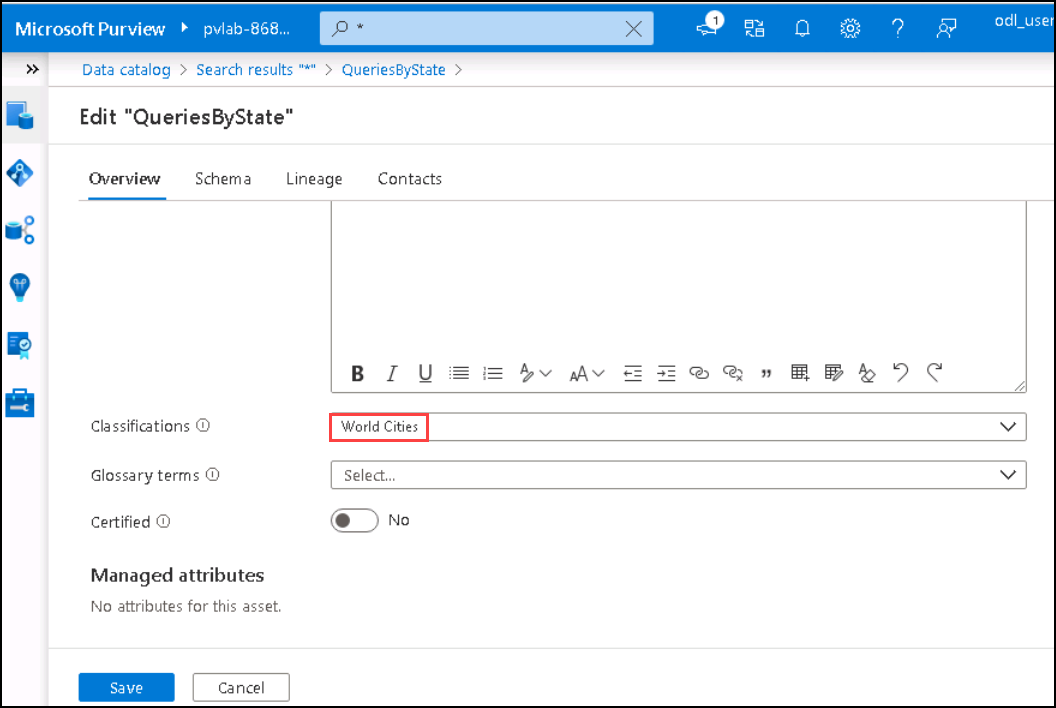 Microsoft Purview pvlab-868... * 1 odl_user
Data catalog > Search results "*" > QueriesByState >
Edit "QueriesByState"
Overview Schema Lineage Contacts
B I U A AA "
Classifications World Cities
Glossary terms Select...
Certified No
Managed attributes
No attributes for this asset.
Save Cancel